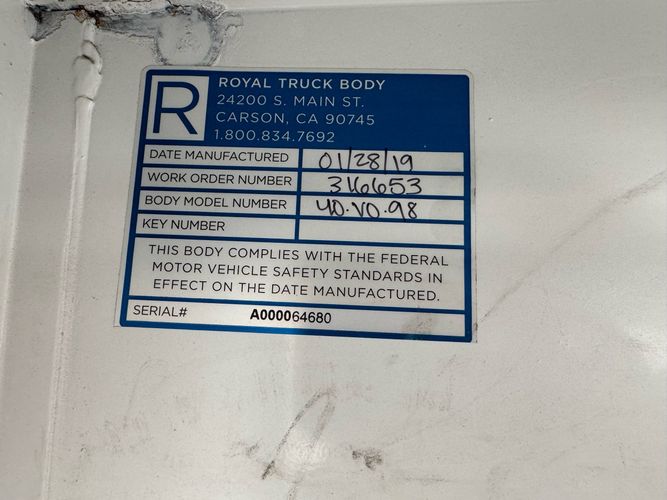 R
ROYAL TRUCK BODY
24200 S. MAIN ST.
CARSON, CA 90745
1.800.834.7692
DATE MANUFACTURED 01/28/19
WORK ORDER NUMBER 316653
BODY MODEL NUMBER 40.VO.98
KEY NUMBER
THIS BODY COMPLIES WITH THE FEDERAL
MOTOR VEHICLE SAFETY STANDARDS IN
EFFECT ON THE DATE MANUFACTURED.
SERIAL# A000064680